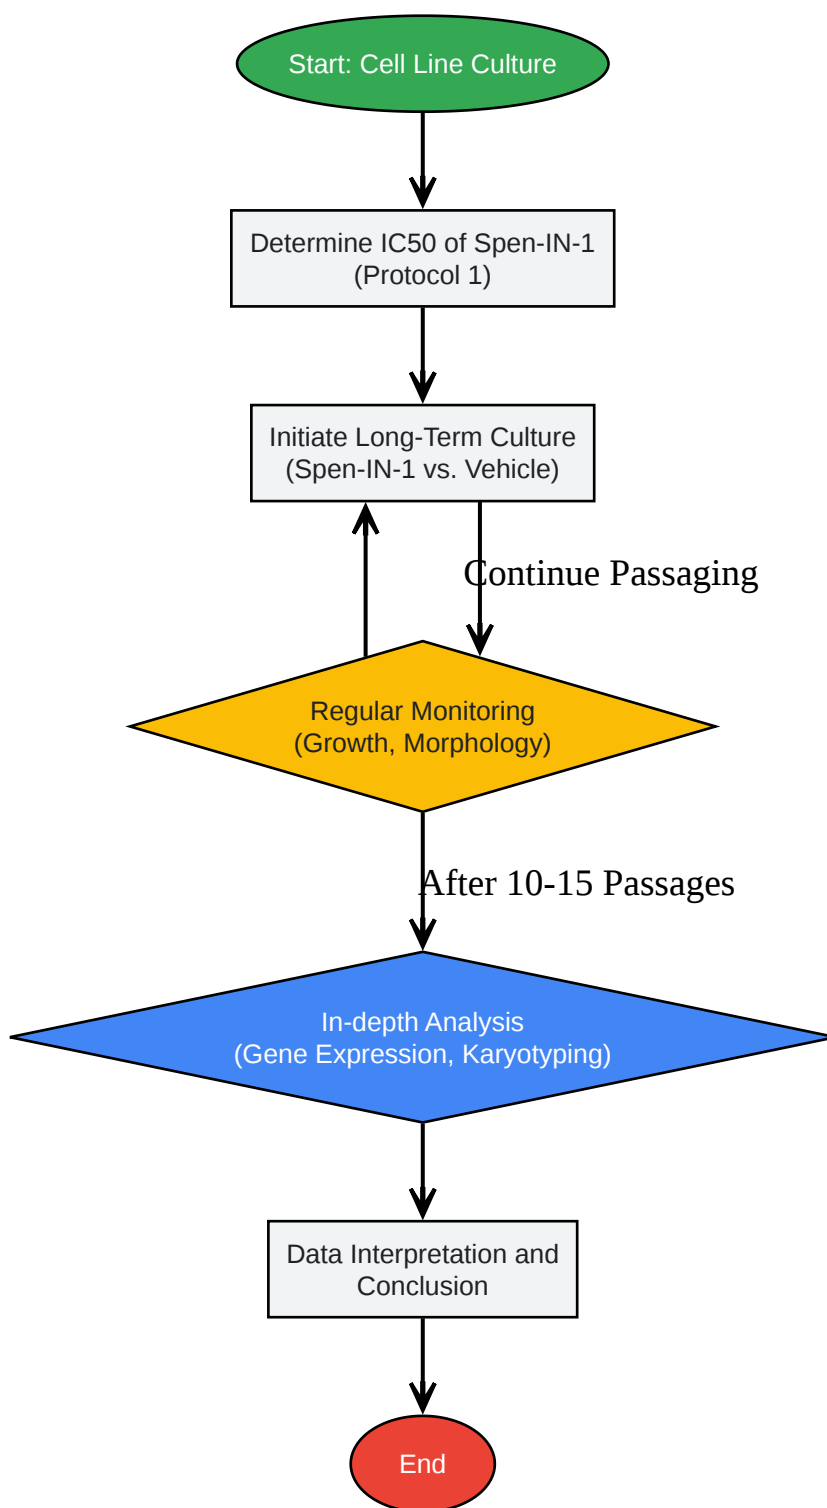 Start: Cell Line Culture
Determine IC50 of Spen-IN-1
(Protocol 1)
Initiate Long-Term Culture
(Spen-IN-1 vs. Vehicle)
Continue Passaging
Regular Monitoring
(Growth, Morphology)
After 10-15 Passages
In-depth Analysis
(Gene Expression, Karyotyping)
Data Interpretation and
Conclusion
End